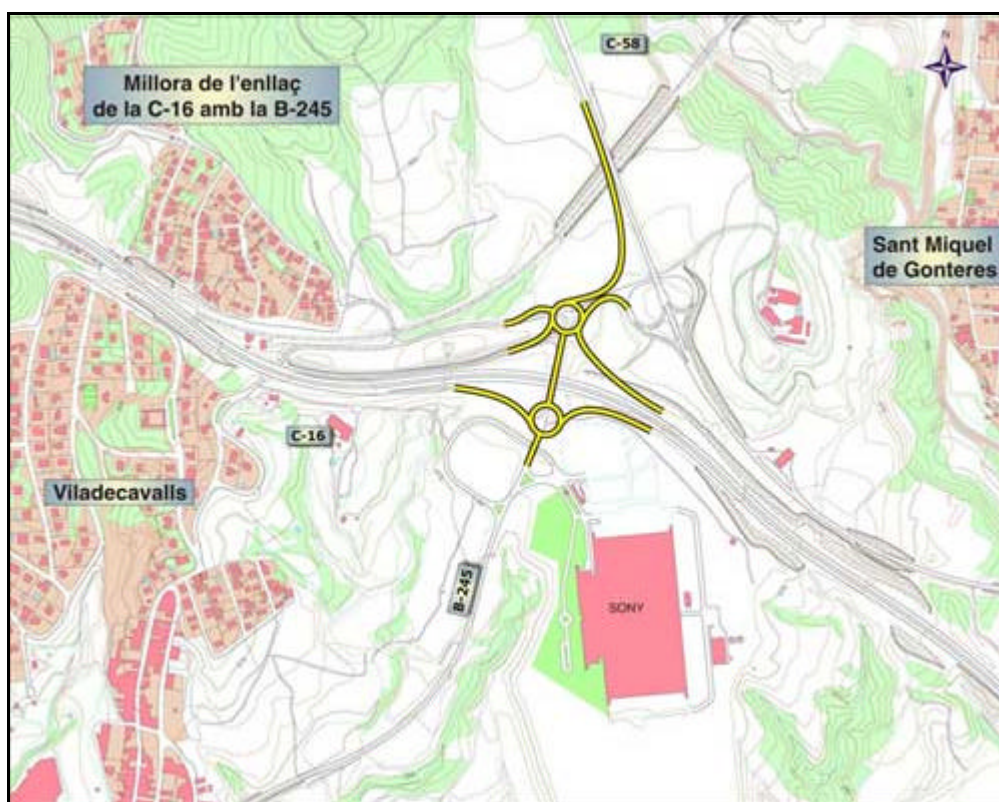 C-58
N
Millora de l'enllaç
de la C-16 amb la B-245
Sant Miquel
de Gonteres
C-16
Viladecavalls
B-245
SONY